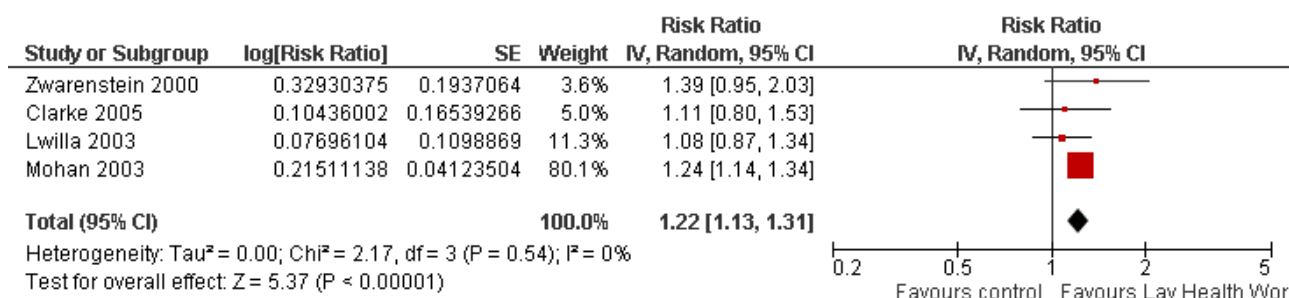 Risk Ratio Risk Ratio
Study or Subgroup log[Risk Ratio] SE Weight IV, Random, 95% CI IV, Random, 95% CI
Zwarenstein 2000 0.32930375 0.1937064 3.6% 1.39 [0.95, 2.03]
Clarke 2005 0.10436002 0.16539266 5.0% 1.11 [0.80, 1.53]
Lwilla 2003 0.07696104 0.1098869 11.3% 1.08 [0.87, 1.34]
Mohan 2003 0.21511138 0.04123504 80.1% 1.24 [1.14, 1.34]
Total (95% CI) 100.0% 1.22 [1.13, 1.31]
Heterogeneity: Tau² = 0.00; Chi² = 2.17, df = 3 (P = 0.54); I² = 0%
Test for overall effect: Z = 5.37 (P < 0.00001)
0.2 0.5 1 2 5
Favours control Favours Lay Health Wor